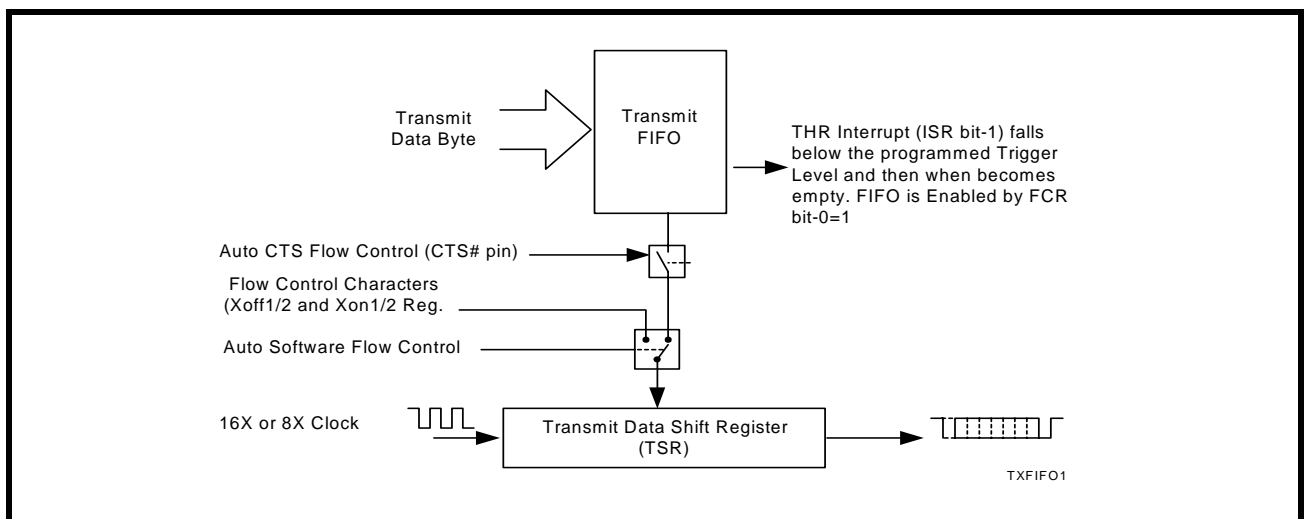 Transmit
Data Byte
Transmit
FIFO
THR Interrupt (ISR bit-1) falls
below the programmed Trigger
Level and then when becomes
empty. FIFO is Enabled by FCR
bit-0=1
Auto CTS Flow Control (CTS# pin)
Flow Control Characters
(Xoff1/2 and Xon1/2 Reg.
Auto Software Flow Control
16X or 8X Clock
Transmit Data Shift Register
(TSR)
TXFIFO1